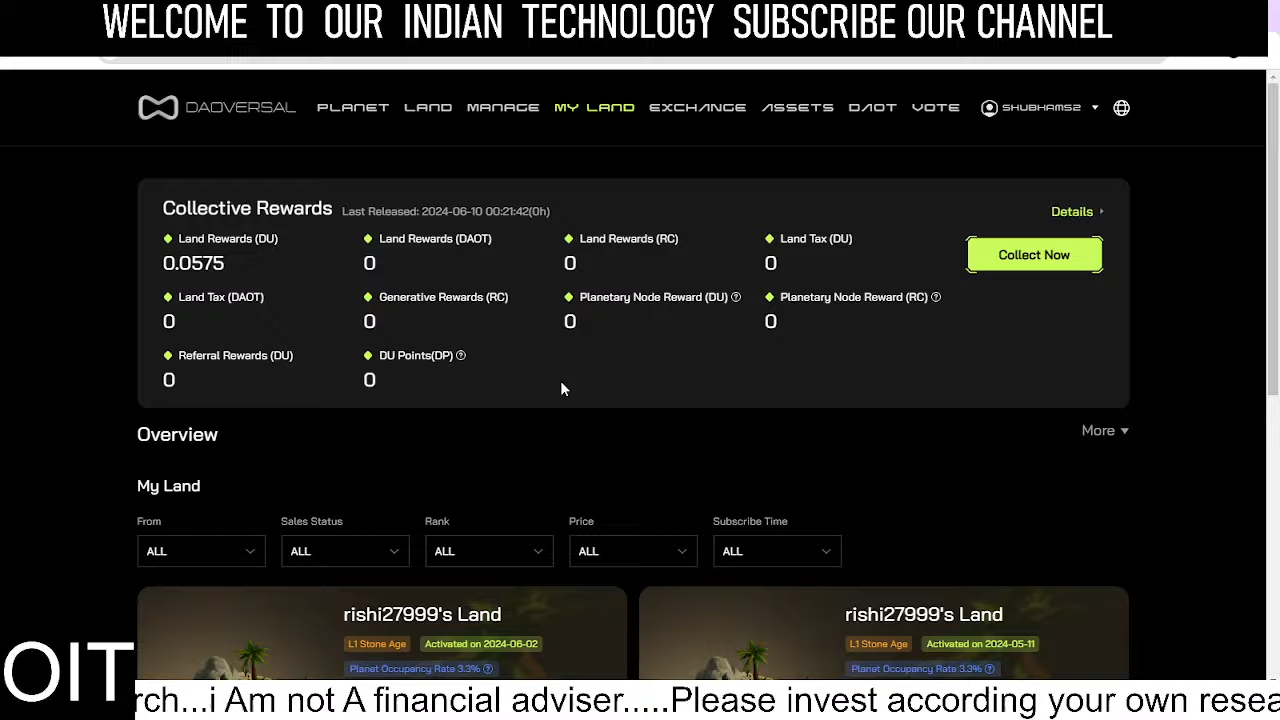 WELCOME TO OUR INDIAN TECHNOLOGY SUBSCRIBE OUR CHANNEL
DAOVERSAL PLANET LAND MANAGE MY LAND EXCHANGE ASSETS DAOT VOTE SHUBHAMS2
Collective Rewards Last Released: 2024-06-10 00:21:42(0h) Details
Land Rewards (DU) Land Rewards (DAOT) Land Rewards (RC) Land Tax (DU)
0.0575 0 0 0
Collect Now
Land Tax (DAOT) Generative Rewards (RC) Planetary Node Reward (DU) Planetary Node Reward (RC)
0 0 0 0
Referral Rewards (DU) DU Points(DP)
0 0
Overview More
My Land
From Sales Status Rank Price Subscribe Time
ALL ALL ALL ALL ALL
rishi27999's Land rishi27999's Land
L1 Stone Age Activated on 2024-06-02 L1 Stone Age Activated on 2024-05-11
Planet Occupancy Rate 3.3% Planet Occupancy Rate 3.3%
OIT
rch...i Am not A financial adviser.....Please invest according your own resea